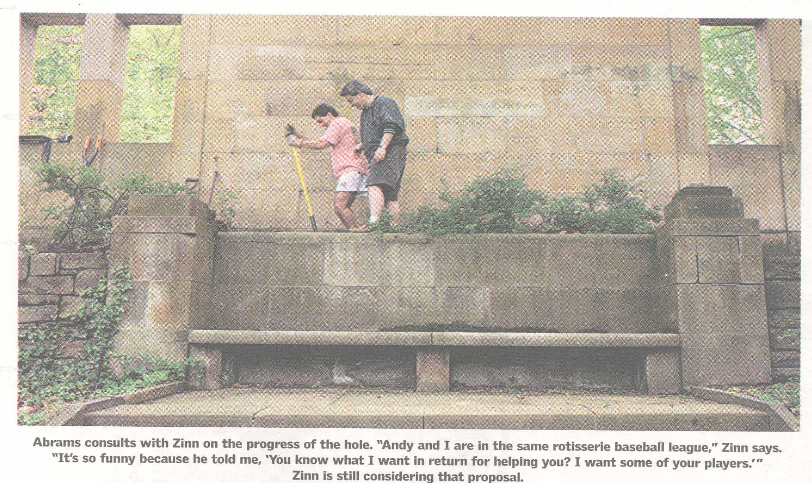 Abrams consults with Zinn on the progress of the hole. "Andy and I are in the same rotisserie baseball league," Zinn says.
"It's so funny because he told me, 'You know what I want in return for helping you? I want some of your players.'"
Zinn is still considering that proposal.